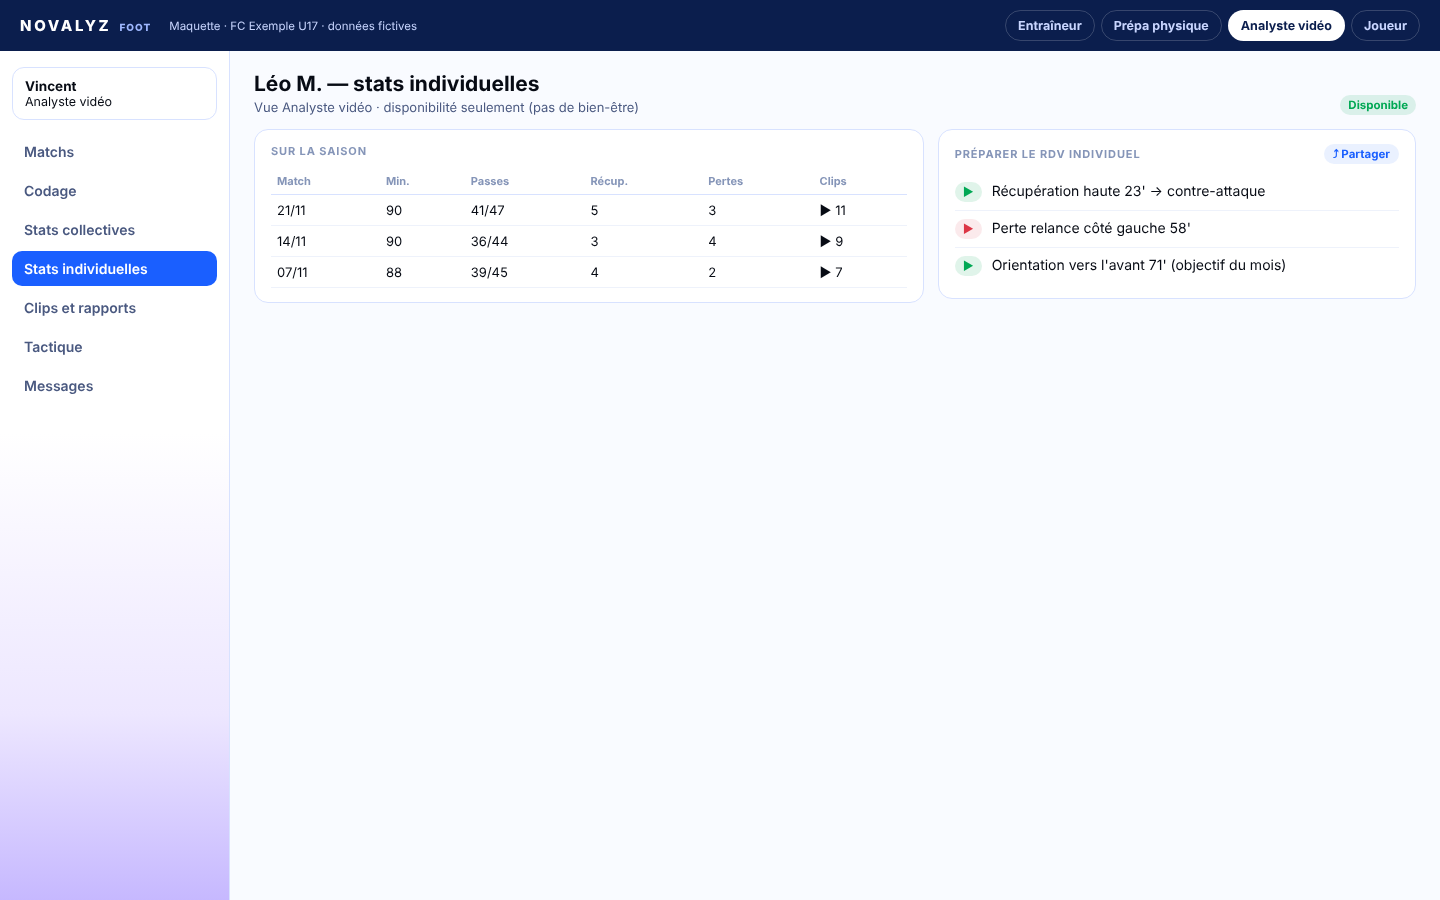 NOVALYZ FOOT Maquette · FC Exemple U17 · données fictives Entraîneur Prépa physique Analyste vidéo Joueur
Vincent
Analyste vidéo
Matchs
Codage
Stats collectives
Stats individuelles
Clips et rapports
Tactique
Messages
Léo M. — stats individuelles
Vue Analyste vidéo · disponibilité seulement (pas de bien-être)
Disponible
SUR LA SAISON
Match Min. Passes Récup. Pertes Clips
21/11 90 41/47 5 3 ▶ 11
14/11 90 36/44 3 4 ▶ 9
07/11 88 39/45 4 2 ▶ 7
PRÉPARER LE RDV INDIVIDUEL ⤴ Partager
▶ Récupération haute 23' → contre-attaque
▶ Perte relance côté gauche 58'
▶ Orientation vers l'avant 71' (objectif du mois)